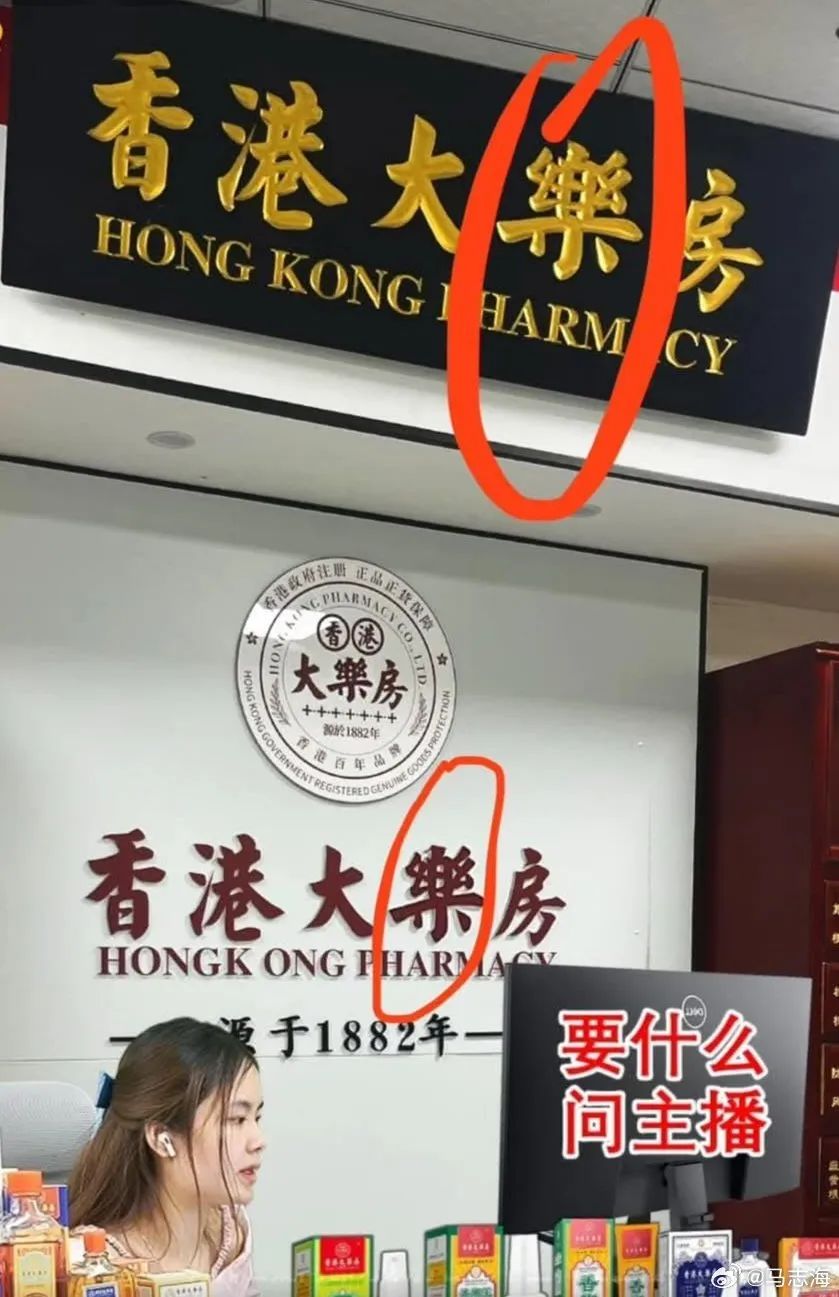 香港大樂房
HONG KONG PHARMACY
香港政府注册 正品正货保障
HONG KONG PHARMACY CO., LTD
香港
大樂房
源於1882年
香港百年品牌
HONG KONG GOVERNMENT REGISTERED GENUINE GOODS PROTECTION
香港大樂房
HONGK ONG PHARMACY
源于1882年
DELL
要什么
问主播
@马志海